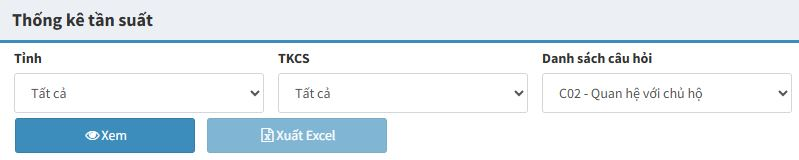 Thống kê tần suất
Tỉnh TKCS Danh sách câu hỏi
Tất cả Tất cả C02 - Quan hệ với chủ hộ
Xem Xuất Excel